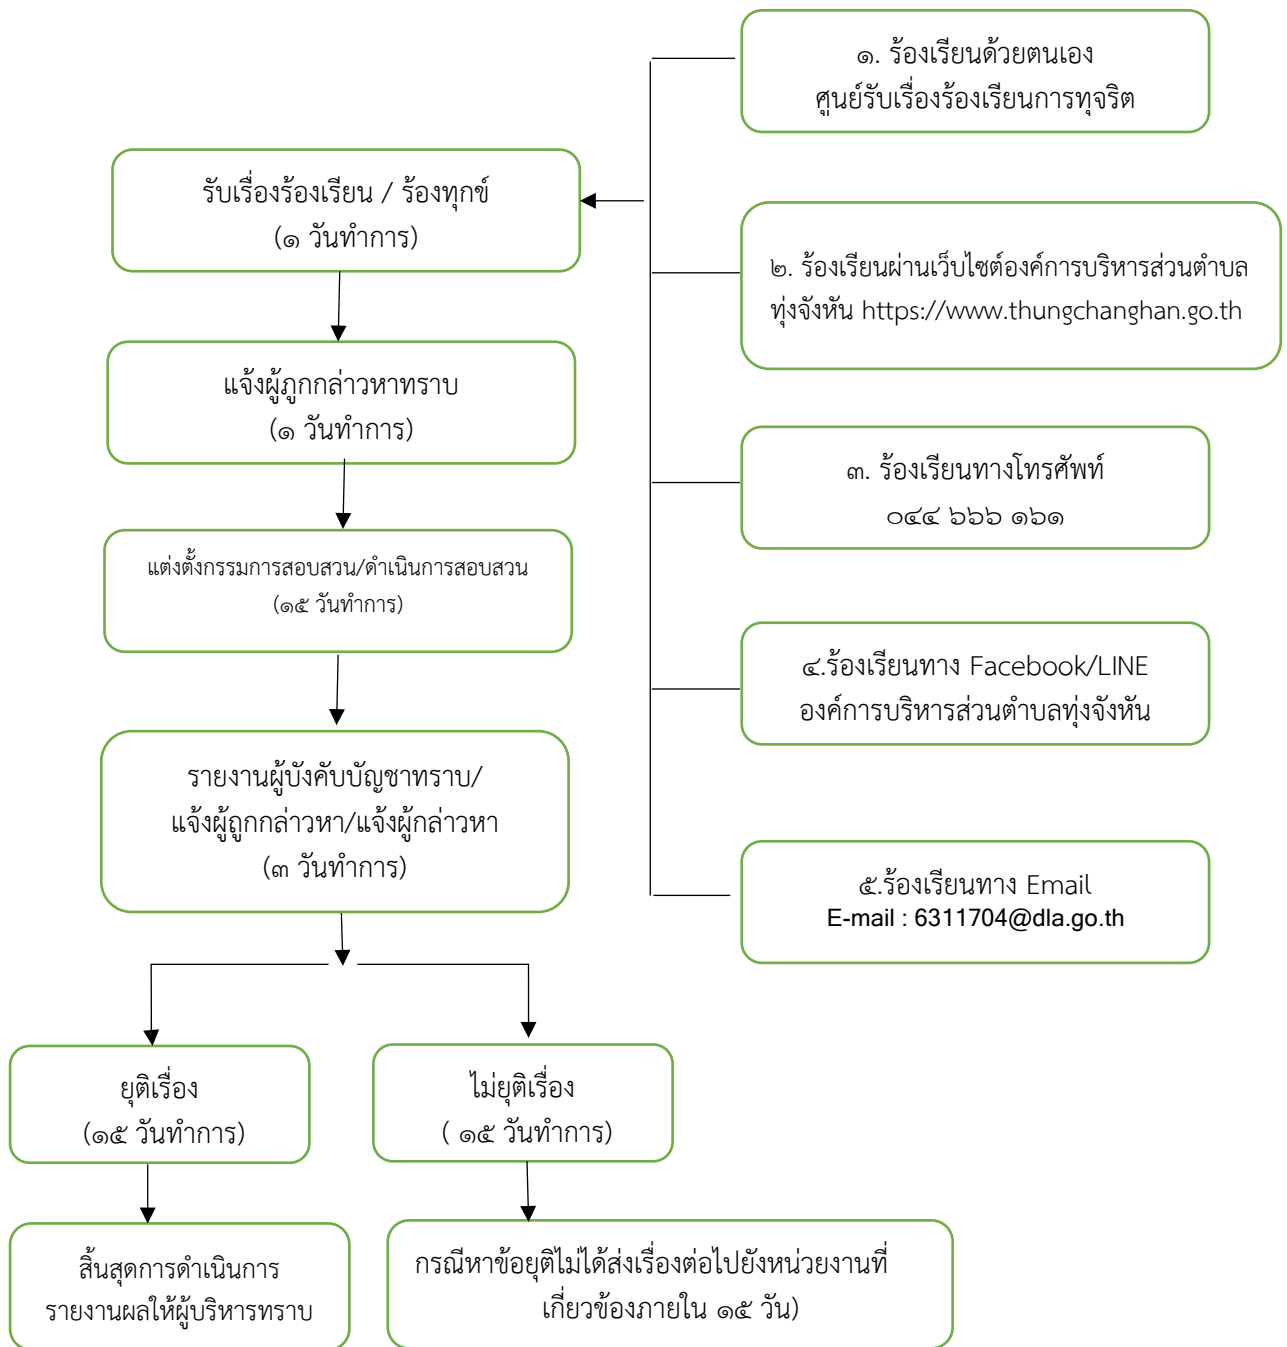 ๑. ร้องเรียนด้วยตนเอง
ศูนย์รับเรื่องร้องเรียนการทุจริต
รับเรื่องร้องเรียน / ร้องทุกข์
(๑ วันทำการ)
๒. ร้องเรียนผ่านเว็บไซต์องค์การบริหารส่วนตำบล
ทุ่งจังหัน https://www.thungchanghan.go.th
แจ้งผู้ภูกกล่าวหาทราบ
(๑ วันทำการ)
๓. ร้องเรียนทางโทรศัพท์
๐๔๔ ๖๖๖ ๑๖๑
แต่งตั้งกรรมการสอบสวน/ดำเนินการสอบสวน
(๑๕ วันทำการ)
๔.ร้องเรียนทาง Facebook/LINE
องค์การบริหารส่วนตำบลทุ่งจังหัน
รายงานผู้บังคับบัญชาทราบ/
แจ้งผู้ถูกกล่าวหา/แจ้งผู้กล่าวหา
(๓ วันทำการ)
๕.ร้องเรียนทาง Email
E-mail : 6311704@dla.go.th
ยุติเรื่อง
(๑๕ วันทำการ)
ไม่ยุติเรื่อง
( ๑๕ วันทำการ)
สิ้นสุดการดำเนินการ
รายงานผลให้ผู้บริหารทราบ
กรณีหาข้อยุติไม่ได้ส่งเรื่องต่อไปยังหน่วยงานที่
เกี่ยวข้องภายใน ๑๕ วัน)